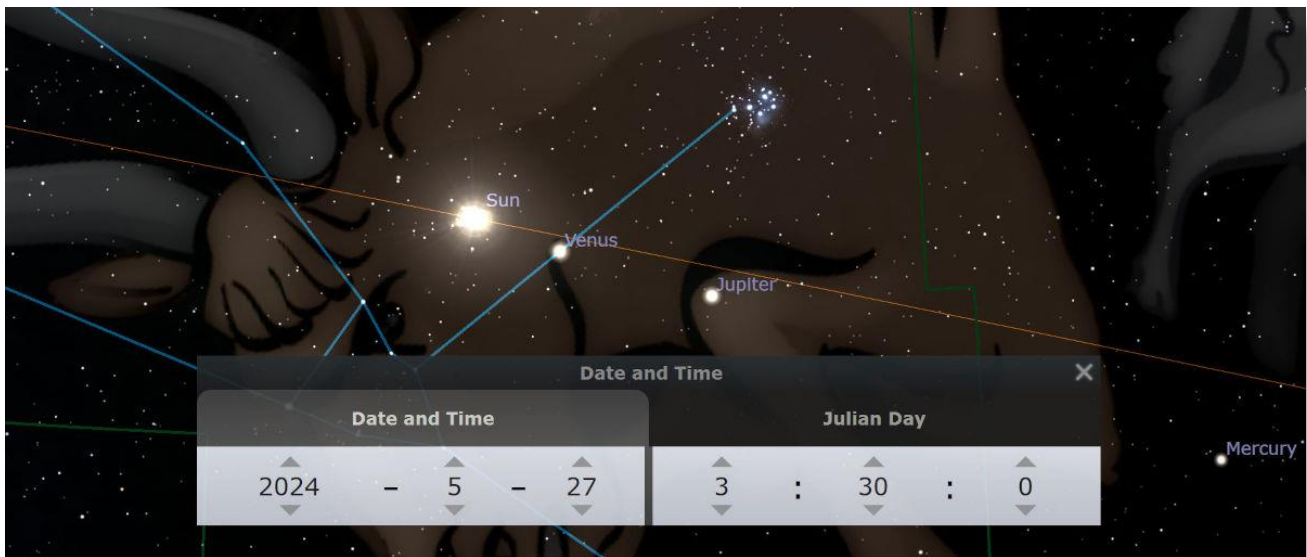 Sun
Venus
Jupiter
Date and Time
Date and Time Julian Day
2024 - 5 - 27 3 : 30 : 0
Mercury